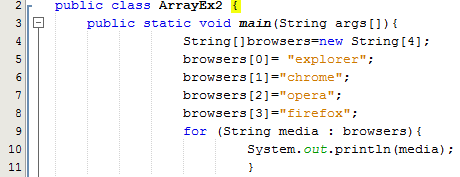 2 public class ArrayEx2 {
3 public static void main(String args[]){
4 String[]browsers=new String[4];
5 browsers[0]= "explorer";
6 browsers[1]="chrome";
7 browsers[2]="opera";
8 browsers[3]="firefox";
9 for (String media : browsers){
10 System.out.println(media);
11 }